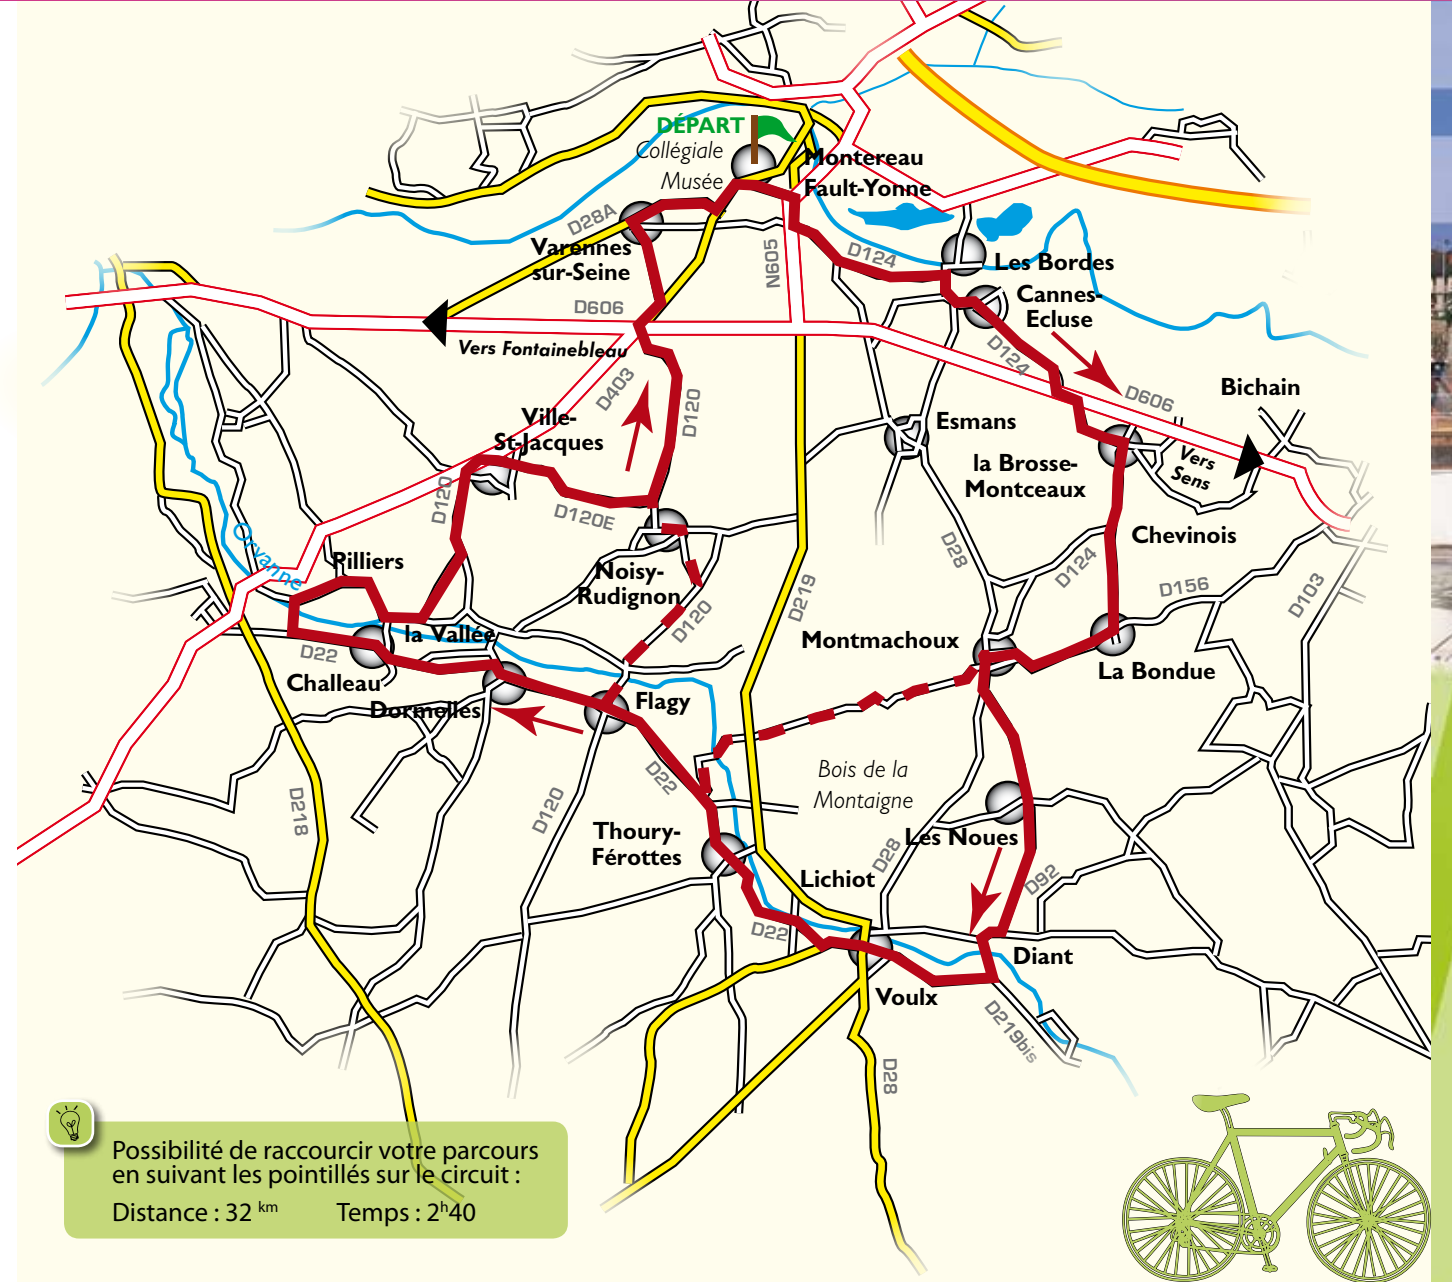 DÉPART
Collégiale
Musée
Montereau
Fault-Yonne
D28A
Varennes
sur-Seine
N605
D124
Les Bordes
Cannes-
Ecluse
D606
Vers Fontainebleau
D124
D606
Bichain
D403
D120
Ville-
St-Jacques
Esmans
la Brosse-
Montceaux
Vers
Sens
D120
D120E
Chevinois
Orvanne
Pilliers
Noisy-
Rudignon
D28
D124
D156
D103
D219
D120
la Vallée
Montmachoux
La Bondue
D22
Challeau
Dormelles
Flagy
D22
Bois de la
Montaigne
D218
D120
Thoury-
Férottes
D28
Les Noues
Lichiot
D92
D22
Diant
Voulx
D219bis
D28
Possibilité de raccourcir votre parcours
en suivant les pointillés sur le circuit :
Distance : 32 km Temps : 2h40